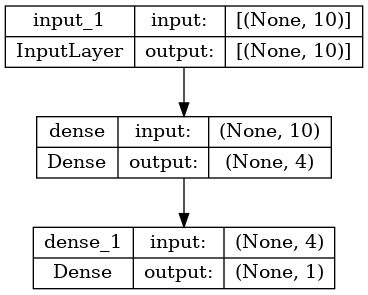 input_1 input: [(None, 10)]
InputLayer output: [(None, 10)]
dense input: (None, 10)
Dense output: (None, 4)
dense_1 input: (None, 4)
Dense output: (None, 1)